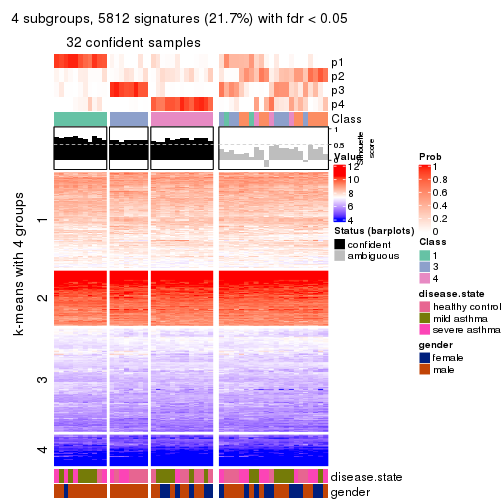 4 subgroups, 5812 signatures (21.7%) with fdr < 0.05
32 confident samples
p1
p2
p3
p4
Class
1
0.5
0
Silhouette
score
k-means with 4 groups
1
2
3
4
disease.state
gender
Value
12
10
8
6
4
Status (barplots)
confident
ambiguous
Prob
1
0.8
0.6
0.4
0.2
0
Class
1
3
4
disease.state
healthy control
mild asthma
severe asthma
gender
female
male